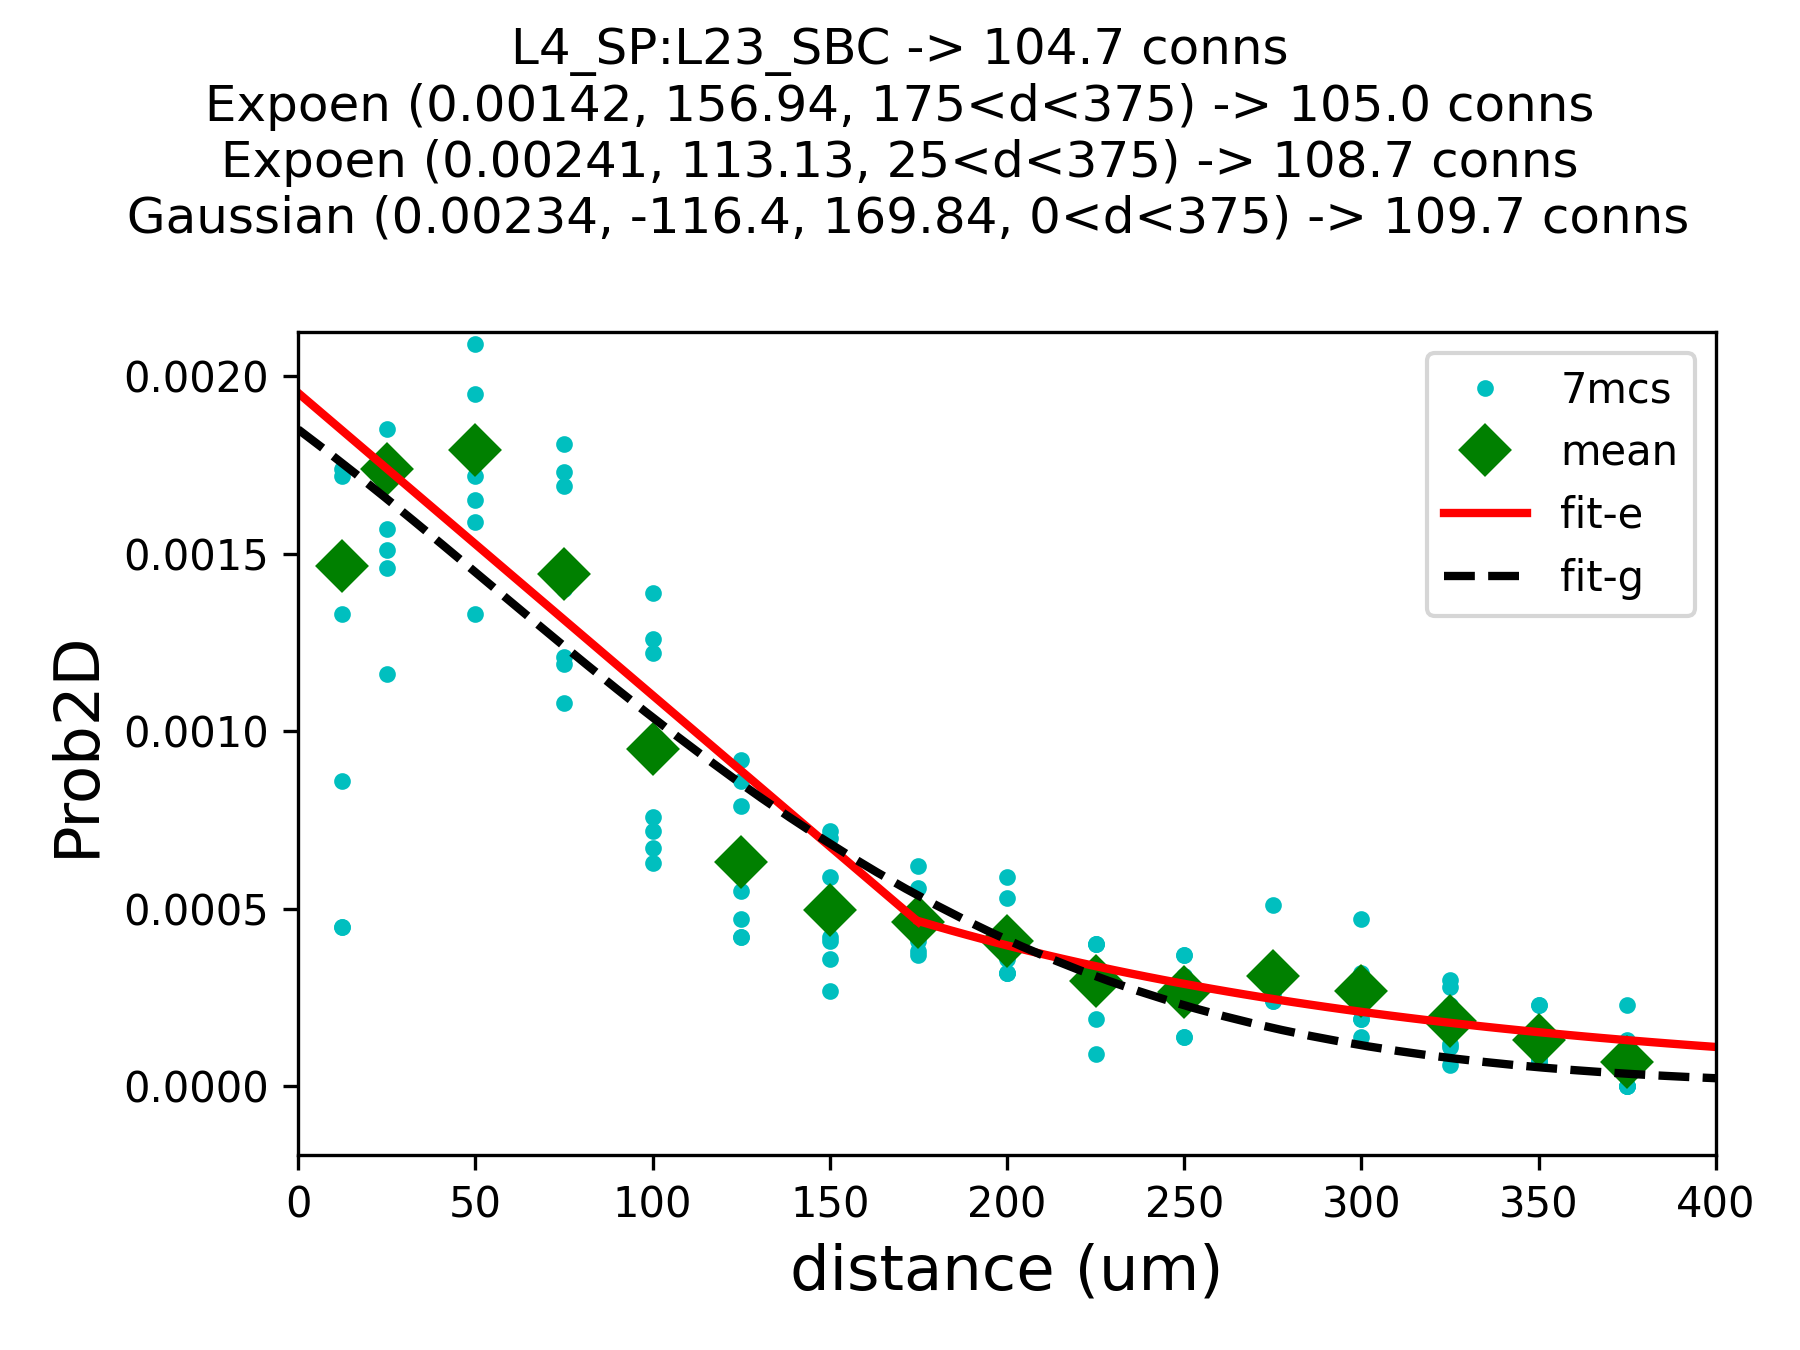 L4_SP:L23_SBC -> 104.7 conns
Expoen (0.00142, 156.94, 175<d<375) -> 105.0 conns
Expoen (0.00241, 113.13, 25<d<375) -> 108.7 conns
Gaussian (0.00234, -116.4, 169.84, 0<d<375) -> 109.7 conns
7mcs
mean
fit-e
fit-g
Prob2D
0.0020
0.0015
0.0010
0.0005
0.0000
0 50 100 150 200 250 300 350 400
distance (um)